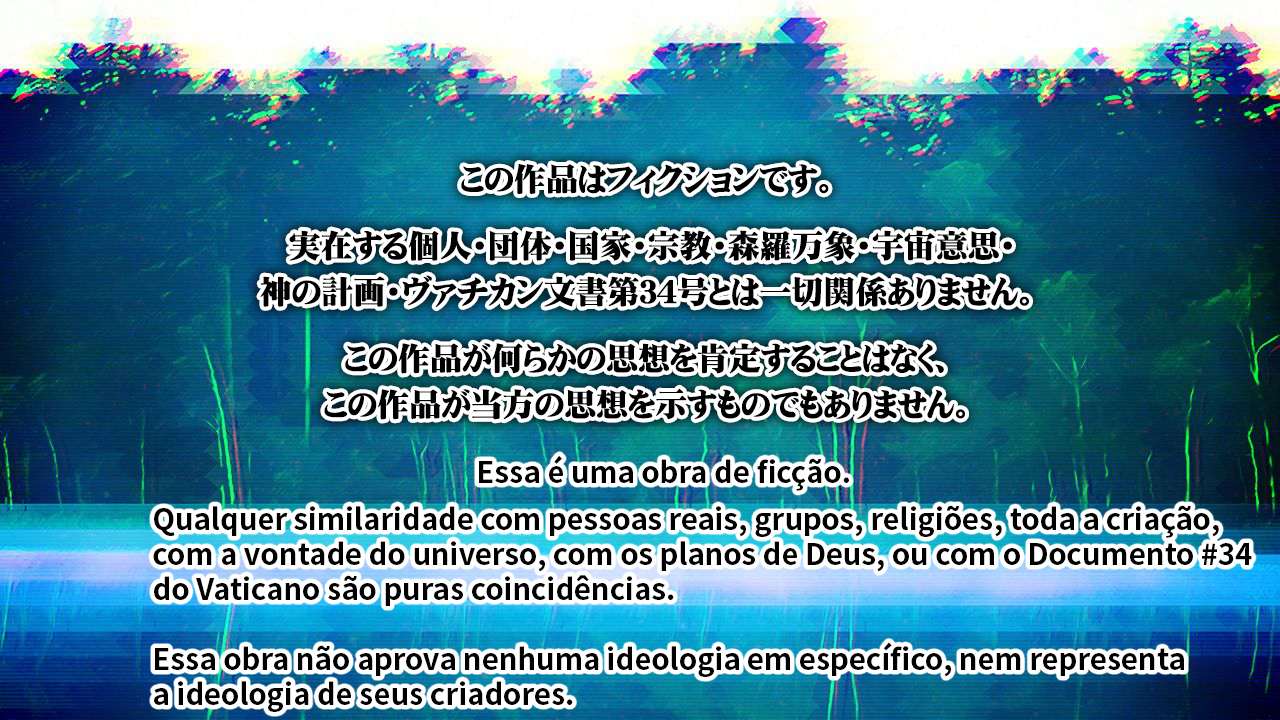 この作品はフィクションです。
実在する個人・団体・国家・宗教・森羅万象・宇宙意思・
神の計画・ヴァチカン文書第34号とは一切関係ありません。
この作品が何らかの思想を肯定することはなく、
この作品が当方の思想を示すものでもありません。
Essa é uma obra de ficção.
Qualquer similaridade com pessoas reais, grupos, religiões, toda a criação,
com a vontade do universo, com os planos de Deus, ou com o Documento #34
do Vaticano são puras coincidências.
Essa obra não aprova nenhuma ideologia em específico, nem representa
a ideologia de seus criadores.